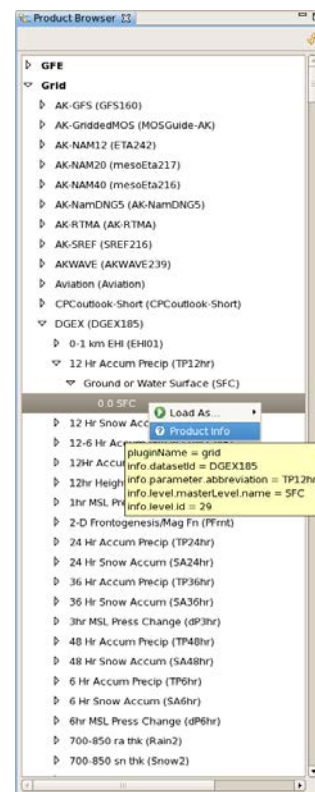 Product Browser
GFE
Grid
AK-GFS (GFS160)
AK-GriddedMOS (MOSGuide-AK)
AK-NAM12 (ETA242)
AK-NAM20 (mesoEta217)
AK-NAM40 (mesoEta216)
AK-NamDNG5 (AK-NamDNG5)
AK-RTMA (AK-RTMA)
AK-SREF (SREF216)
AKWAVE (AKWAVE239)
Aviation (Aviation)
CPCoutlook-Short (CPCoutlook-Short)
DGEX (DGEX185)
0-1 km EHI (EHI01)
12 Hr Accum Precip (TP12hr)
Ground or Water Surface (SFC)
0.0 SFC
Load As...
12 Hr Snow Acc
Product Info
12-6 Hr Ac
pluginName = grid
info.datasetId = DGEX185
12Hr Accu
info.parameter.abbreviation = TP12hr
12hr Height
info.level.masterLevel.name = SFC
1hr MSL Pre
info.level.id = 29
2-D Frontogenesis/Mag Fn (PFrnt)
24 Hr Accum Precip (TP24hr)
24 Hr Snow Accum (SA24hr)
36 Hr Accum Precip (TP36hr)
36 Hr Snow Accum (SA36hr)
3hr MSL Press Change (dP3hr)
48 Hr Accum Precip (TP48hr)
48 Hr Snow Accum (SA48hr)
6 Hr Accum Precip (TP6hr)
6 Hr Snow Accum (SA6hr)
6hr MSL Press Change (dP6hr)
700-850 ra thk (Rain2)
700-850 sn thk (Snow2)